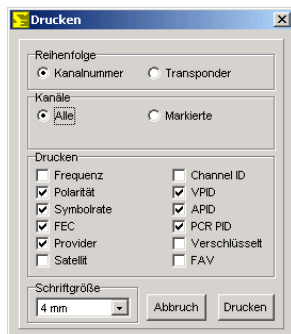 Drucken
Reihenfolge
Kanalnummer Transponder
Kanäle
Alle Markierte
Drucken
Frequenz Channel ID
Polarität VPID
Symbolrate APID
FEC PCR PID
Provider Verschlüsselt
Satellit FAV
Schriftgröße
4 mm Abbruch Drucken